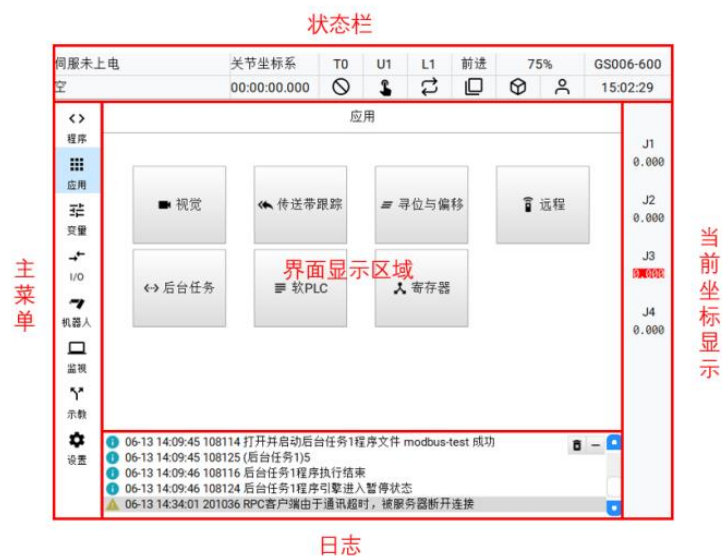 状态栏
伺服未上电 关节坐标系 T0 U1 L1 前进 75% GS006-600
空 00:00:00.000 15:02:29
程序
应用
变量
I/O
机器人
监视
示教
设置
主菜单
应用
视觉 传送带跟踪 寻位与偏移 远程
后台任务 软PLC 寄存器
界面显示区域
J1
0.000
J2
0.000
J3
0.000
J4
0.000
当前坐标显示
06-13 14:09:45 108114 打开并启动后台任务1程序文件 modbus-test 成功
06-13 14:09:45 108125 (后台任务1)5
06-13 14:09:46 108116 后台任务1程序执行结束
06-13 14:09:46 108124 后台任务1程序引擎进入暂停状态
06-13 14:34:01 201036 RPC客户端由于通讯超时，被服务器断开连接
日志